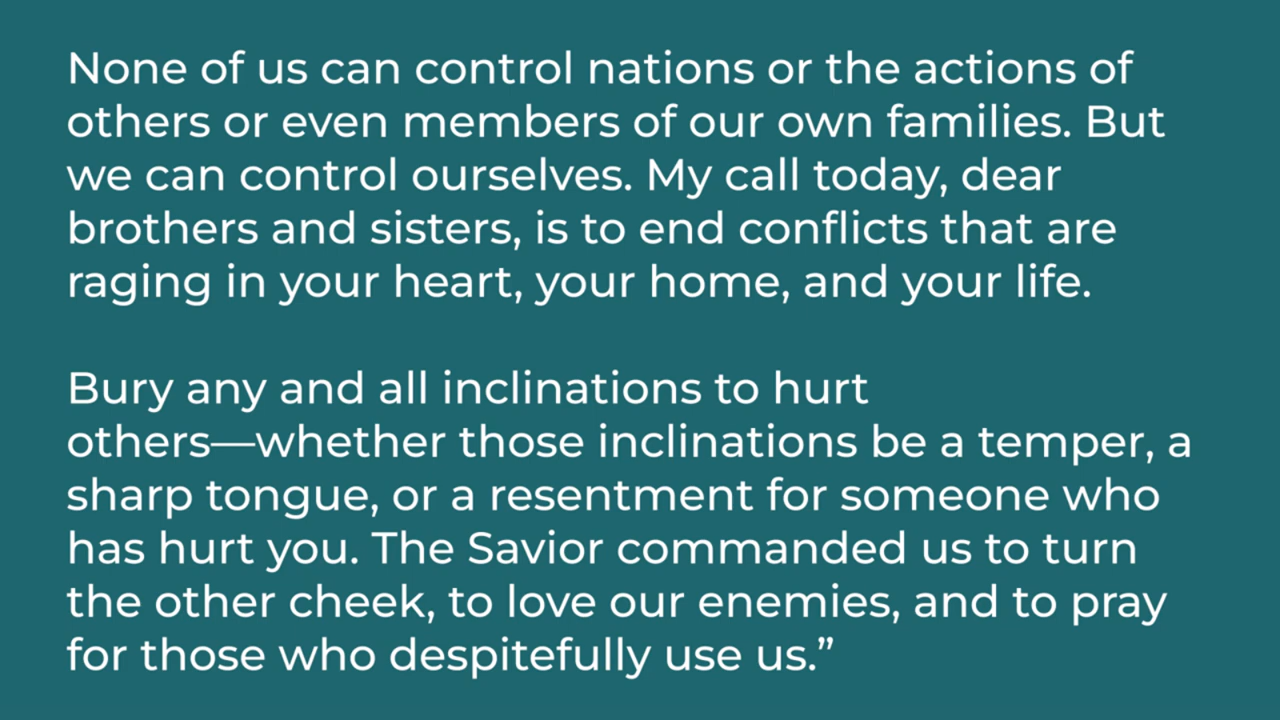 None of us can control nations or the actions of
others or even members of our own families. But
we can control ourselves. My call today, dear
brothers and sisters, is to end conflicts that are
raging in your heart, your home, and your life.
Bury any and all inclinations to hurt
others—whether those inclinations be a temper, a
sharp tongue, or a resentment for someone who
has hurt you. The Savior commanded us to turn
the other cheek, to love our enemies, and to pray
for those who despitefully use us.”